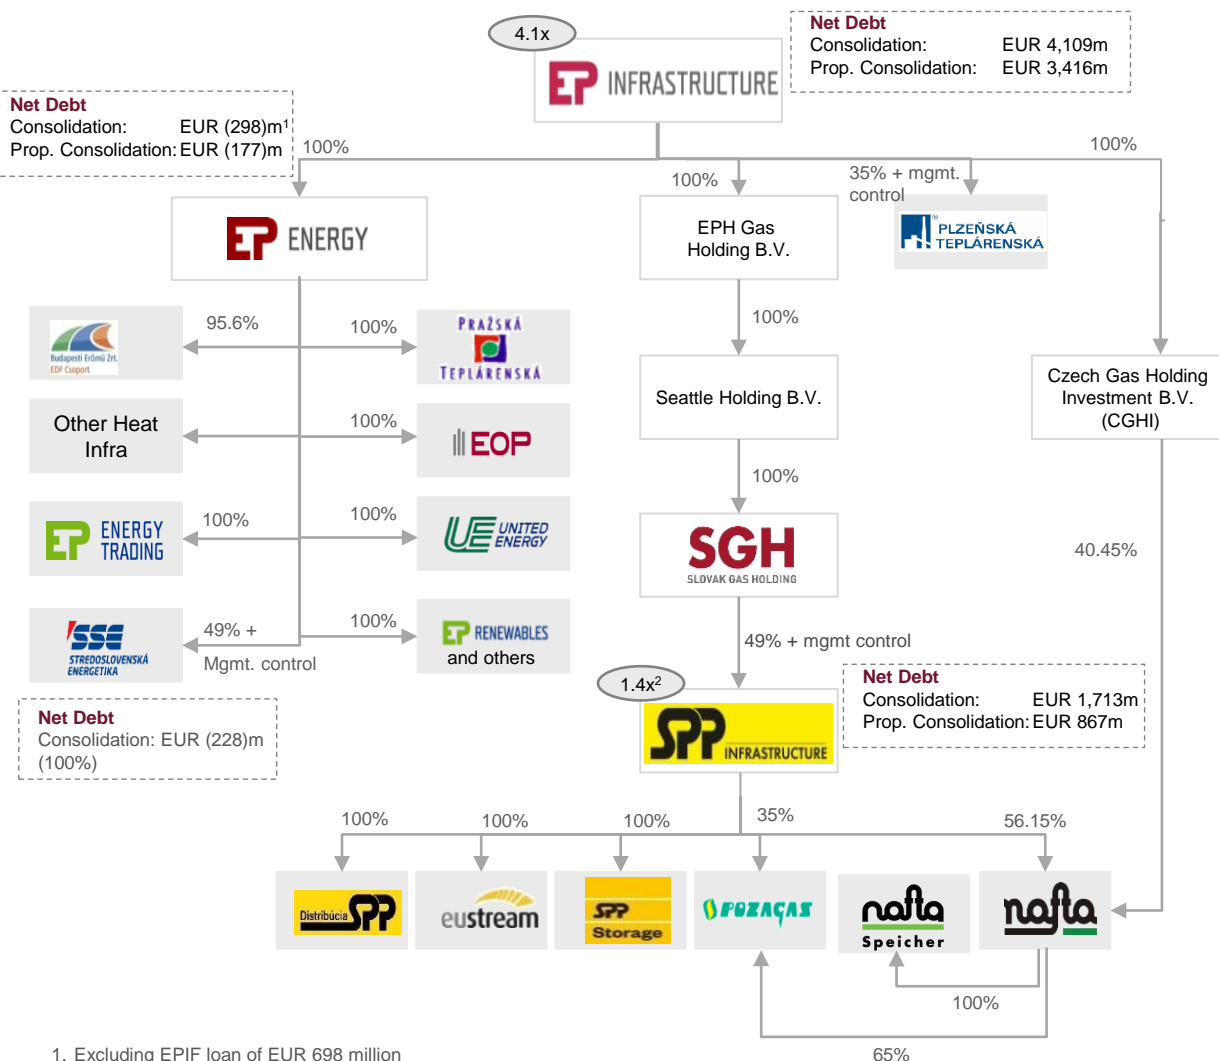 4.1x
EP INFRASTRUCTURE
Net Debt
Consolidation: EUR 4,109m
Prop. Consolidation: EUR 3,416m
Net Debt
Consolidation: EUR (298)m¹
Prop. Consolidation: EUR (177)m
100%
100%
35% + mgmt.
control
100%
EP ENERGY
EPH Gas
Holding B.V.
PLZEŇSKÁ
TEPLÁRENSKÁ
95.6%
100%
100%
Budapesti Erőmű Zrt.
EDF Csoport
PRAŽSKÁ
TEPLÁRENSKÁ
Seattle Holding B.V.
Czech Gas Holding
Investment B.V.
(CGHI)
Other Heat
Infra
100%
EOP
100%
EP ENERGY
TRADING
100%
100%
UE UNITED
ENERGY
SGH
SLOVAK GAS HOLDING
40.45%
SSE
STREDOSLOVENSKÁ
ENERGETIKA
49% +
Mgmt. control
100%
EP RENEWABLES
and others
49% + mgmt control
1.4x²
SPP
INFRASTRUCTURE
Net Debt
Consolidation: EUR 1,713m
Prop. Consolidation: EUR 867m
Net Debt
Consolidation: EUR (228)m
(100%)
100%
100%
100%
35%
56.15%
Distribúcia SPP
eustream
SPP
Storage
POZAGAS
nafta
Speicher
nafta
100%
65%
1. Excluding EPIF loan of EUR 698 million